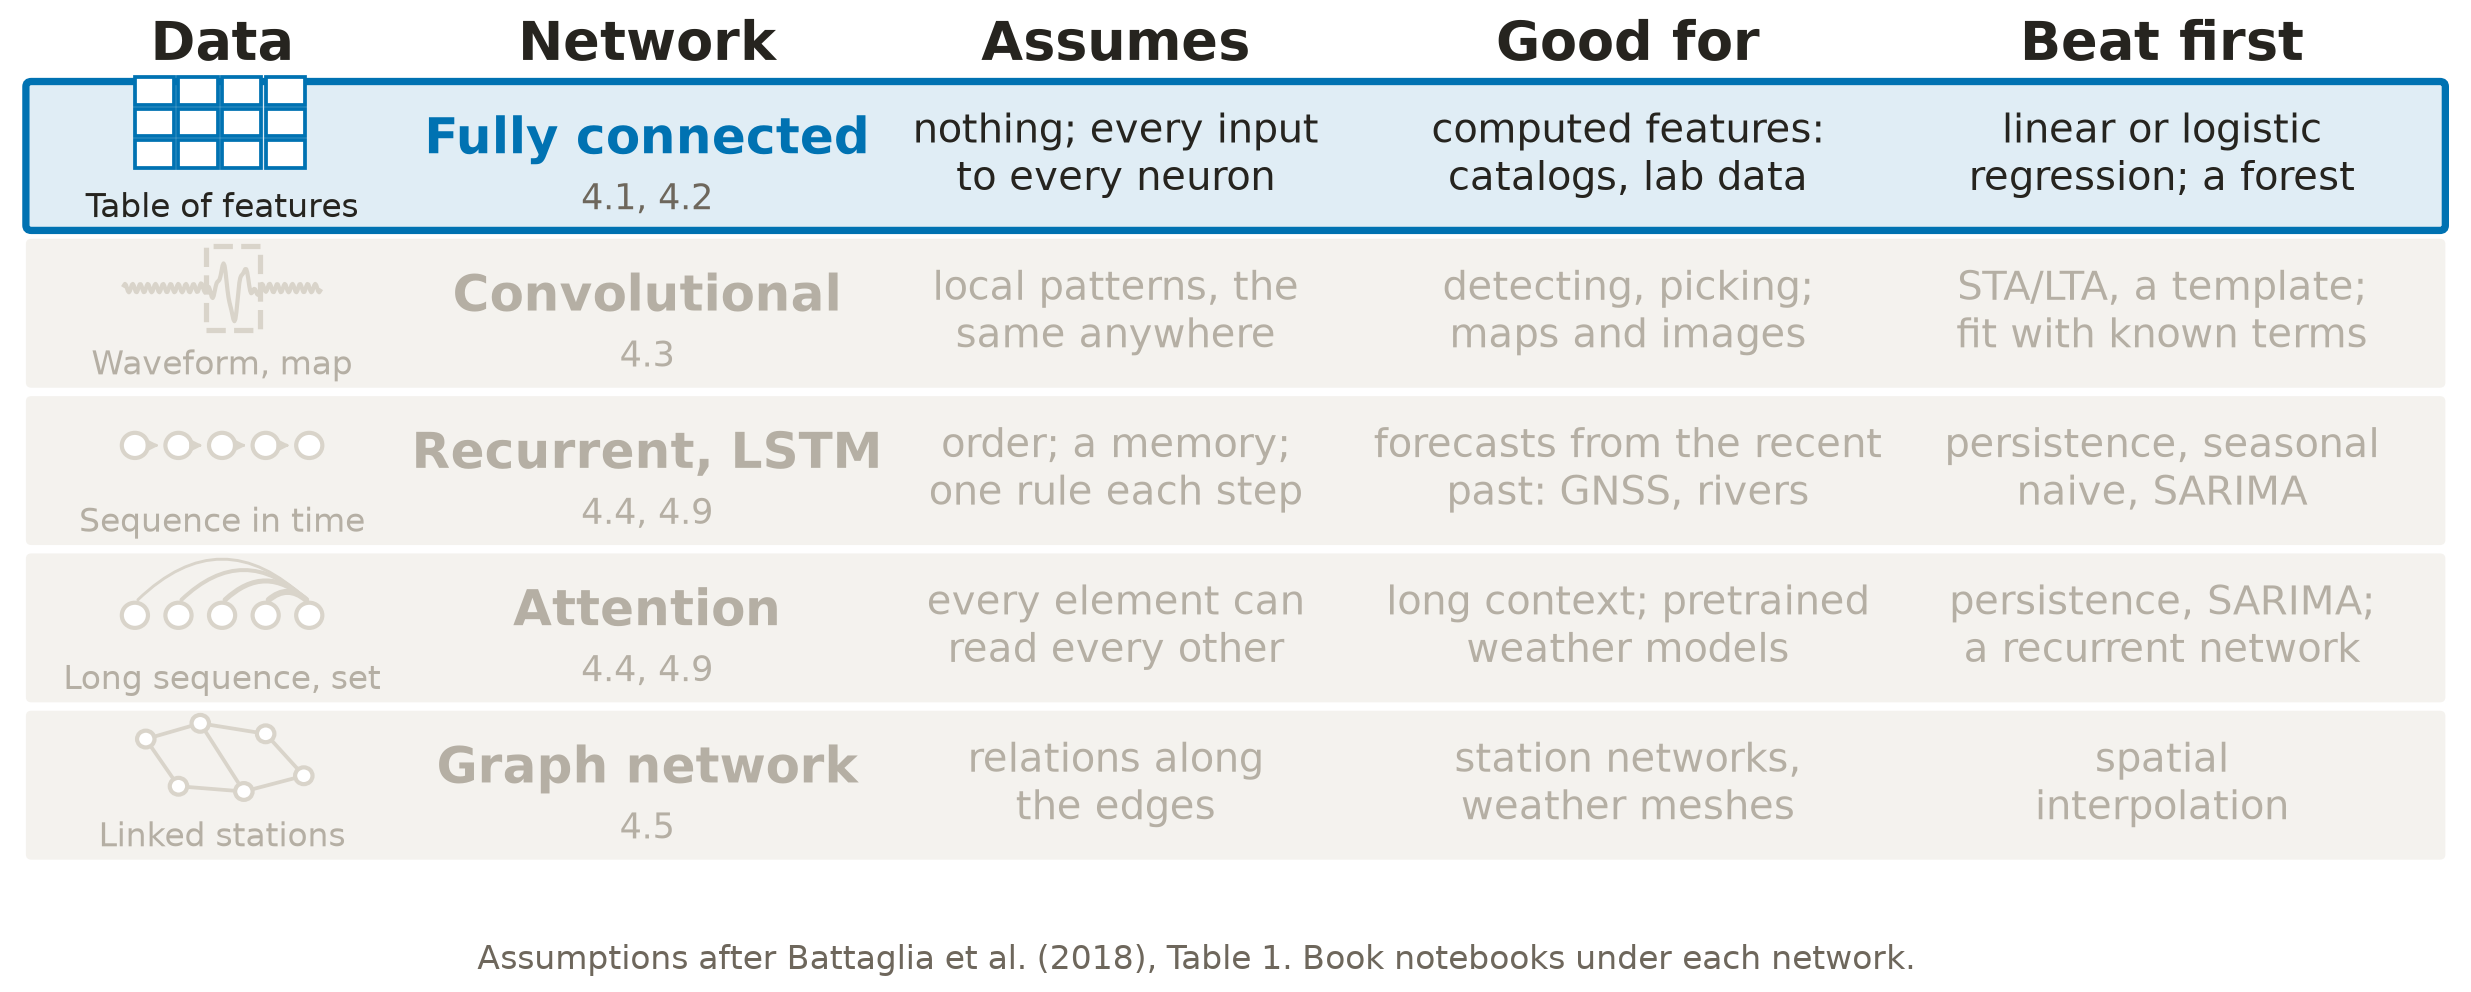 Data Network Assumes Good for Beat first
Table of features
Fully connected
4.1, 4.2
nothing; every input
to every neuron
computed features:
catalogs, lab data
linear or logistic
regression; a forest
Waveform, map
Convolutional
4.3
local patterns, the
same anywhere
detecting, picking;
maps and images
STA/LTA, a template;
fit with known terms
Sequence in time
Recurrent, LSTM
4.4, 4.9
order; a memory;
one rule each step
forecasts from the recent
past: GNSS, rivers
persistence, seasonal
naive, SARIMA
Long sequence, set
Attention
4.4, 4.9
every element can
read every other
long context; pretrained
weather models
persistence, SARIMA;
a recurrent network
Linked stations
Graph network
4.5
relations along
the edges
station networks,
weather meshes
spatial
interpolation
Assumptions after Battaglia et al. (2018), Table 1. Book notebooks under each network.